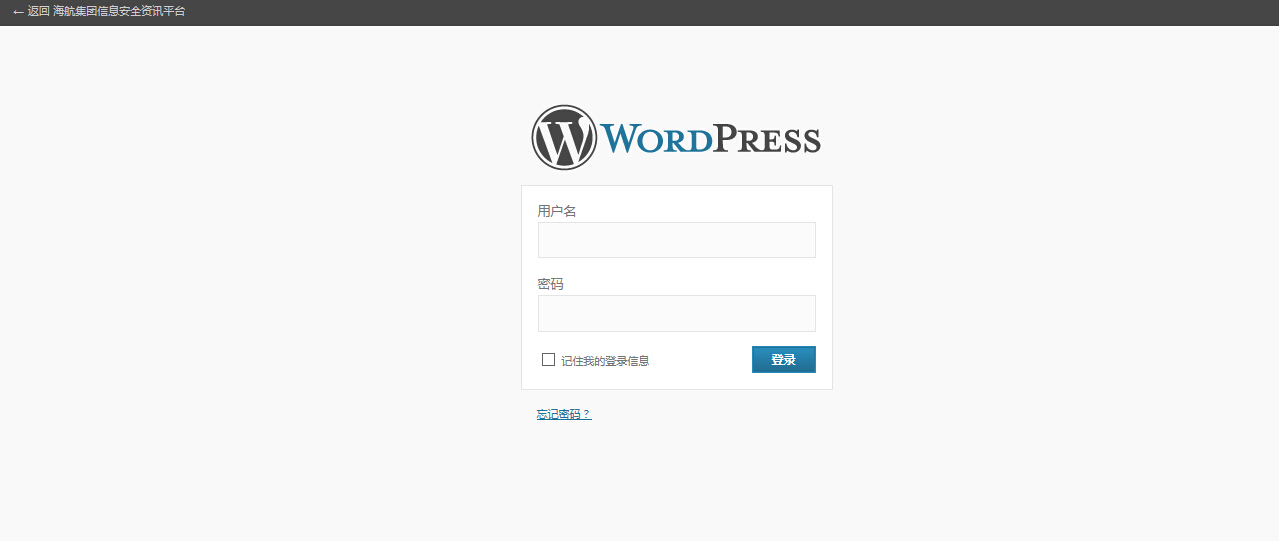 ← 返回 海航集团信息安全资讯平台
WORDPRESS
用户名
密码
记住我的登录信息
登录
忘记密码？